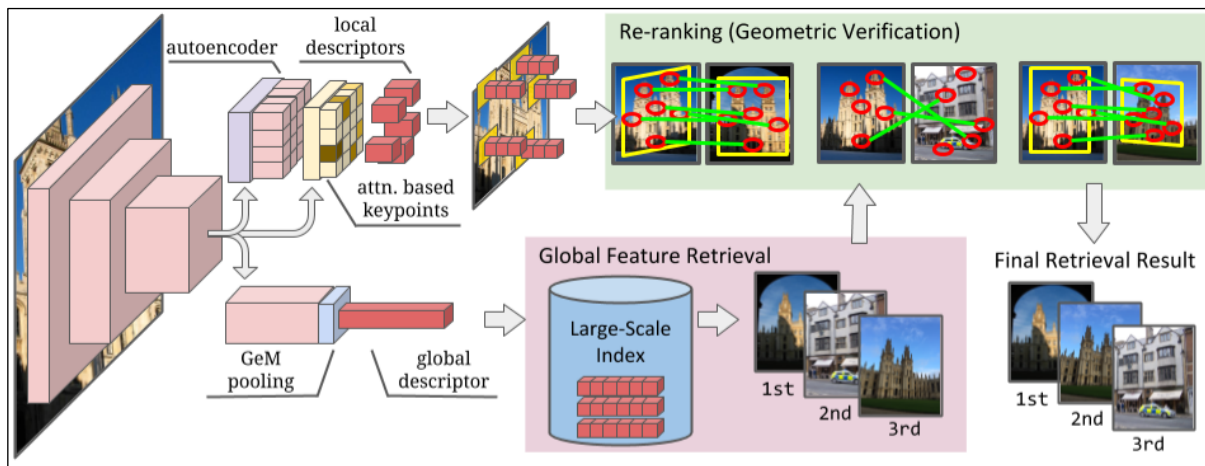 autoencoder
local
descriptors
attn. based
keypoints
GeM
pooling
global
descriptor
Re-ranking (Geometric Verification)
Global Feature Retrieval
Large-Scale
Index
1st
2nd
3rd
Final Retrieval Result
1st
2nd
3rd